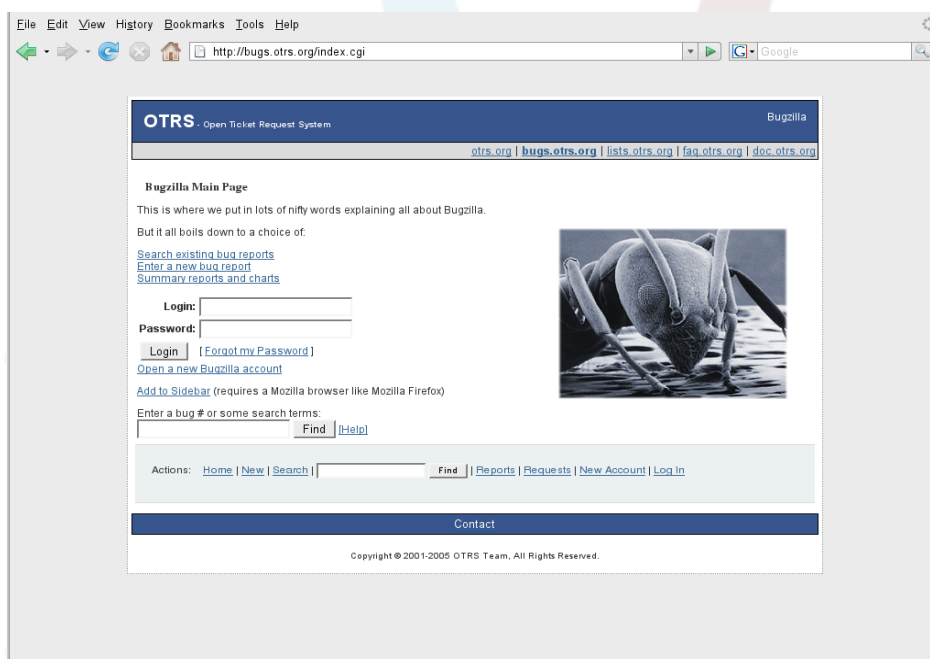 File Edit View History Bookmarks Tools Help
http://bugs.otrs.org/index.cgi G Google
OTRS - Open Ticket Request System Bugzilla
otrs.org | bugs.otrs.org | lists.otrs.org | faq.otrs.org | doc.otrs.org
Bugzilla Main Page
This is where we put in lots of nifty words explaining all about Bugzilla.
But it all boils down to a choice of:
Search existing bug reports
Enter a new bug report
Summary reports and charts
Login:
Password:
Login [ Forgot my Password ]
Open a new Bugzilla account
Add to Sidebar (requires a Mozilla browser like Mozilla Firefox)
Enter a bug # or some search terms:
Find [Help]
Actions: Home | New | Search | Find | Reports | Requests | New Account | Log In
Contact
Copyright © 2001-2005 OTRS Team, All Rights Reserved.